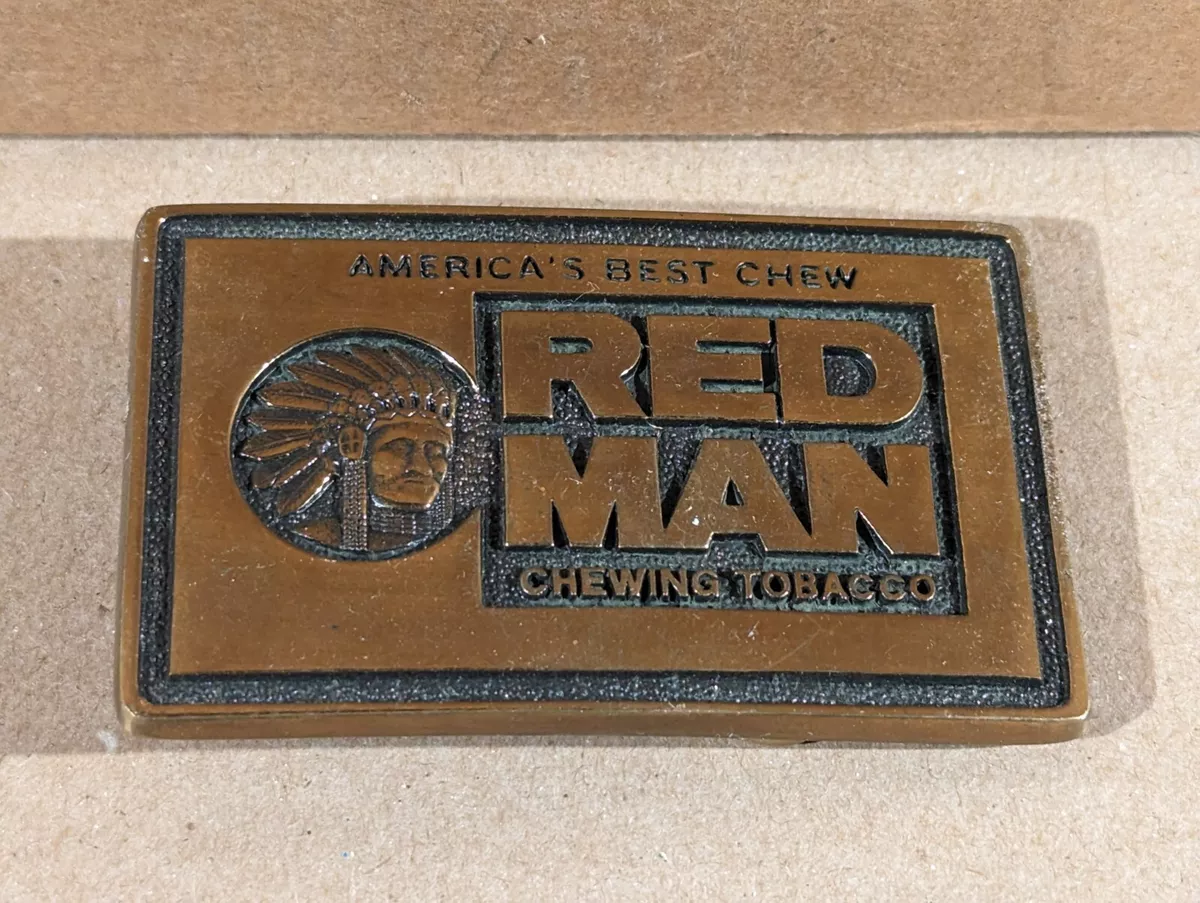 AMERICA'S BEST CHEW
RED
MAN
CHEWING TOBACCO